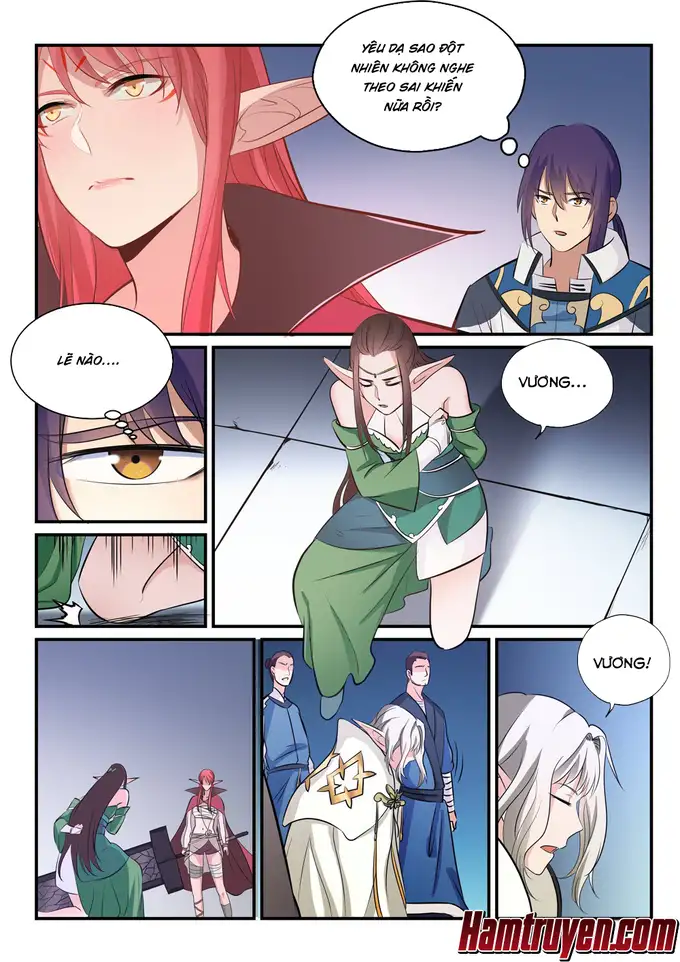 YÊU DẠ SAO ĐỘT
NHIÊN KHÔNG NGHE
THEO SAI KHIẾN
NỮA RỒI?
LẼ NÀO....
VƯƠNG...
VƯƠNG!
Hamtruyen.com